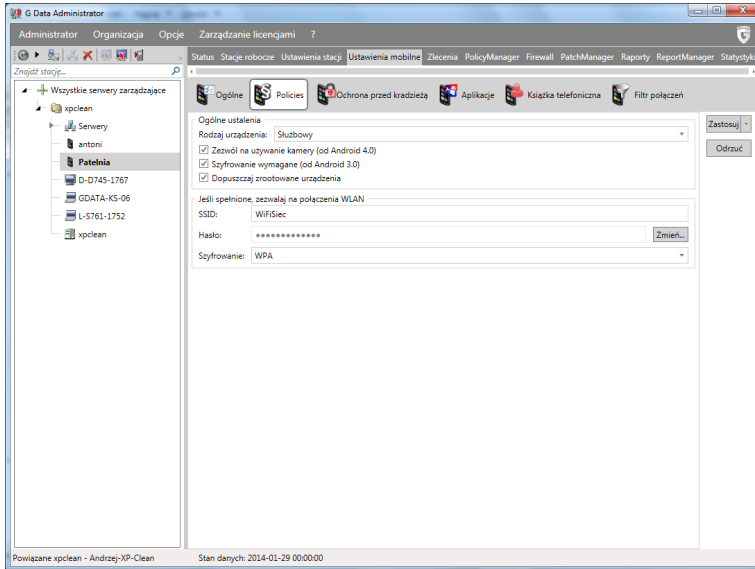 G Data Administrator
Administrator Organizacja Opcje Zarządzanie licencjami ?
Znajdź stację...
Wszystkie serwery zarządzające
xpclean
Serwery
antoni
Patelnia
D-D745-1767
GDATA-KS-06
L-S761-1752
xpclean
Status Stacje robocze Ustawienia stacji Ustawienia mobilne Zlecenia PolicyManager Firewall PatchManager Raporty ReportManager Statystyki
Ogólne Policies Ochrona przed kradzieżą Aplikacje Książka telefoniczna Filtr połączeń
Ogólne ustalenia
Rodzaj urządzenia: Służbowy
Zezwól na używanie kamery (od Android 4.0)
Szyfrowanie wymagane (od Android 3.0)
Dopuszczaj zrootowane urządzenia
Jeśli spełnione, zezwalaj na połączenia WLAN
SSID: WiFiSiec
Hasło: ●●●●●●●●●●●●● Zmień...
Szyfrowanie: WPA
Zastosuj
Odrzuć
Powiązane xpclean - Andrzej-XP-Clean Stan danych: 2014-01-29 00:00:00